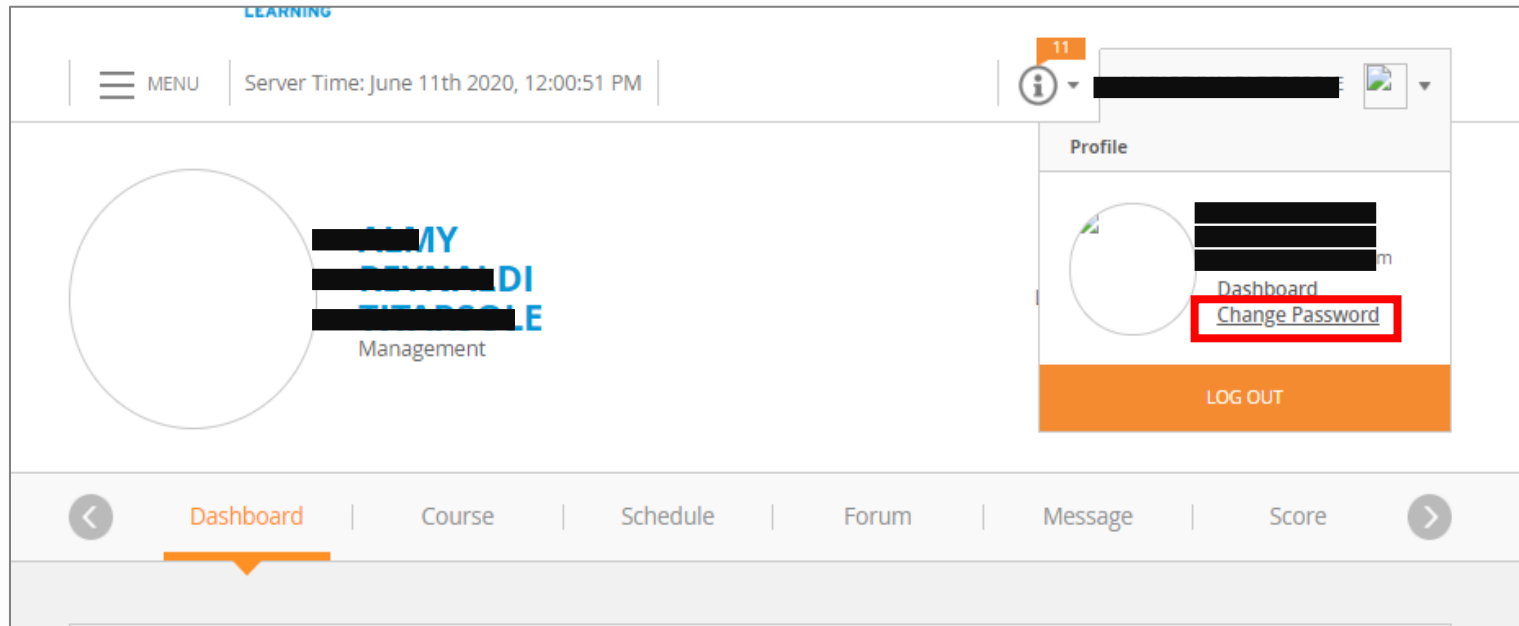 LEARNING
11
MENU
Server Time: June 11th 2020, 12:00:51 PM
Profile
Management
Dashboard
Change Password
LOG OUT
Dashboard
Course
Schedule
Forum
Message
Score